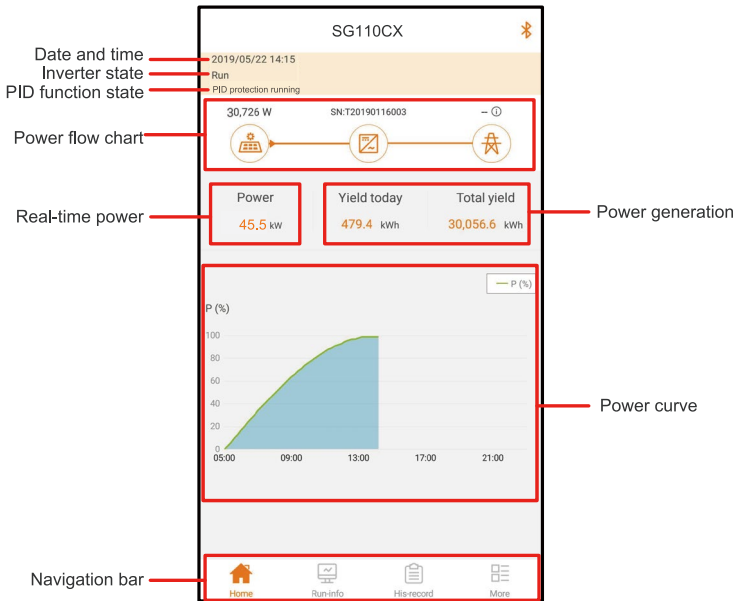 SG110CX
Date and time
2019/05/22 14:15
Inverter state
Run
PID function state
PID protection running
Power flow chart
30,726 W
SN:T20190116003
–
Real-time power
Power
45.5 kW
Yield today
479.4 kWh
Total yield
30,056.6 kWh
Power generation
P (%)
P (%)
100
80
60
40
20
0
05:00 09:00 13:00 17:00 21:00
Power curve
Navigation bar
Home Run-info His-record More